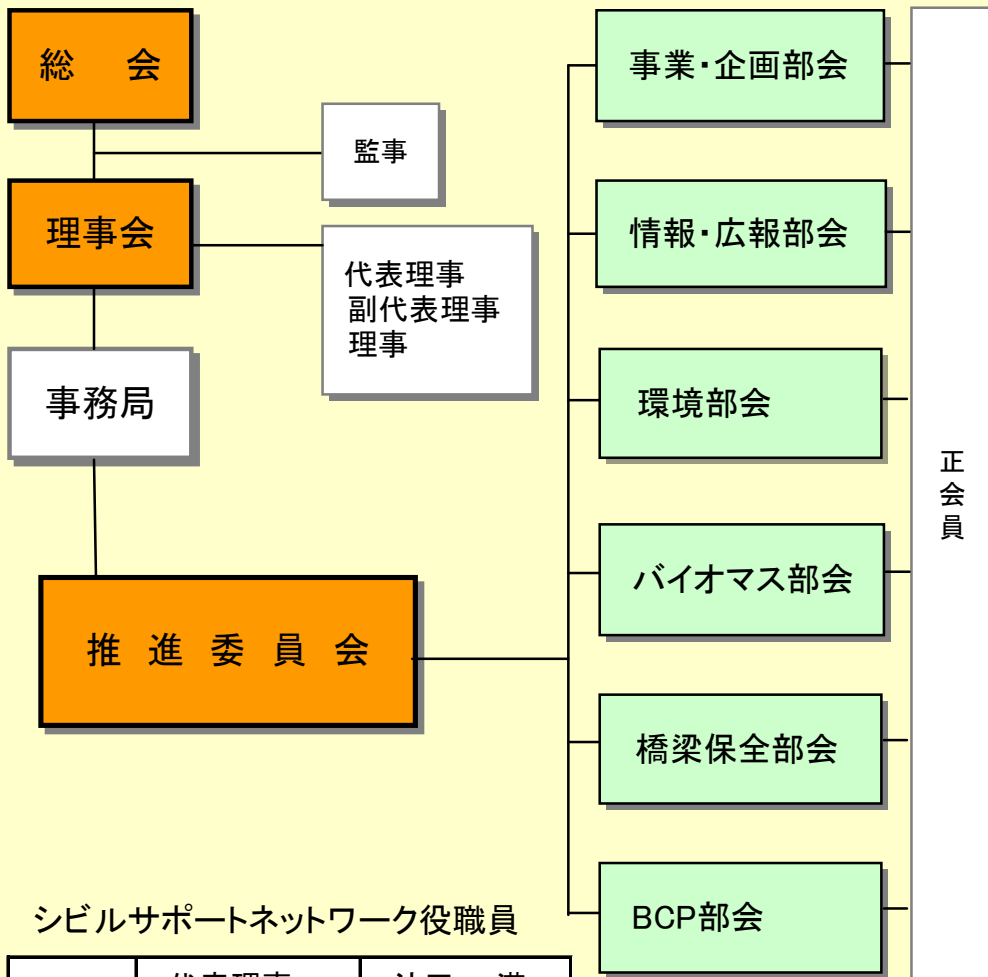 総　会
監事
理事会
代表理事
副代表理事
理事
事務局
推 進 委 員 会
事業・企画部会
情報・広報部会
環境部会
バイオマス部会
橋梁保全部会
BCP部会
正会員
シビルサポートネットワーク役職員
代表理事